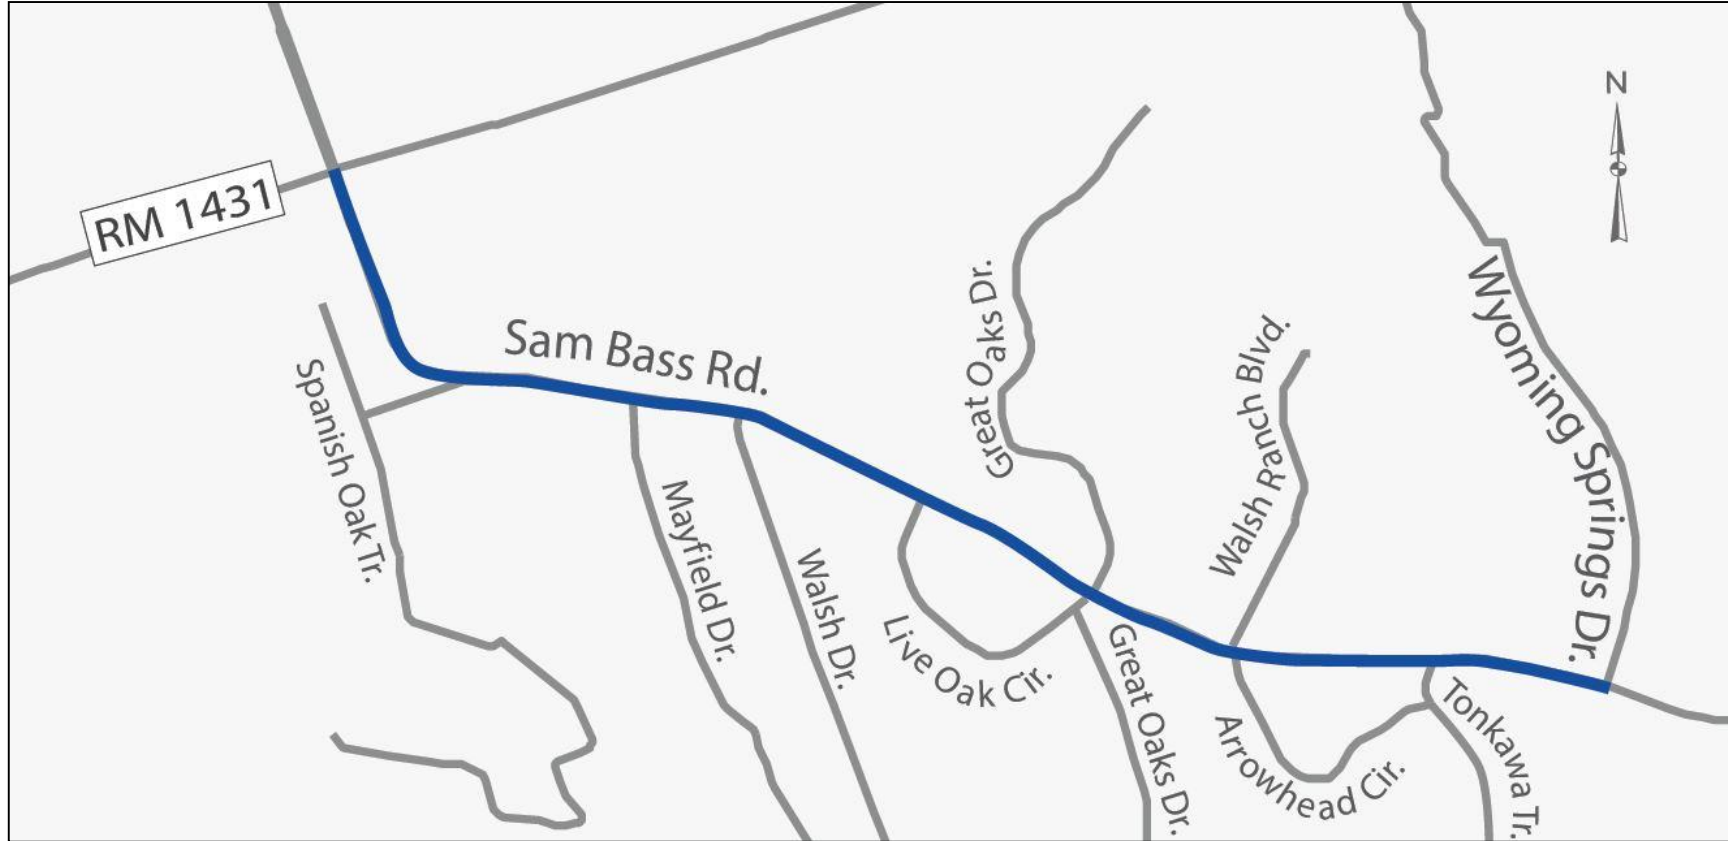 N
RM 1431
Sam Bass Rd.
Spanish Oak Tr.
Mayfield Dr.
Walsh Dr.
Live Oak Cir.
Great Oaks Dr.
Great Oaks Dr.
Walsh Ranch Blvd.
Arrowhead Cir.
Tonkawa Tr.
Wyoming Springs Dr.